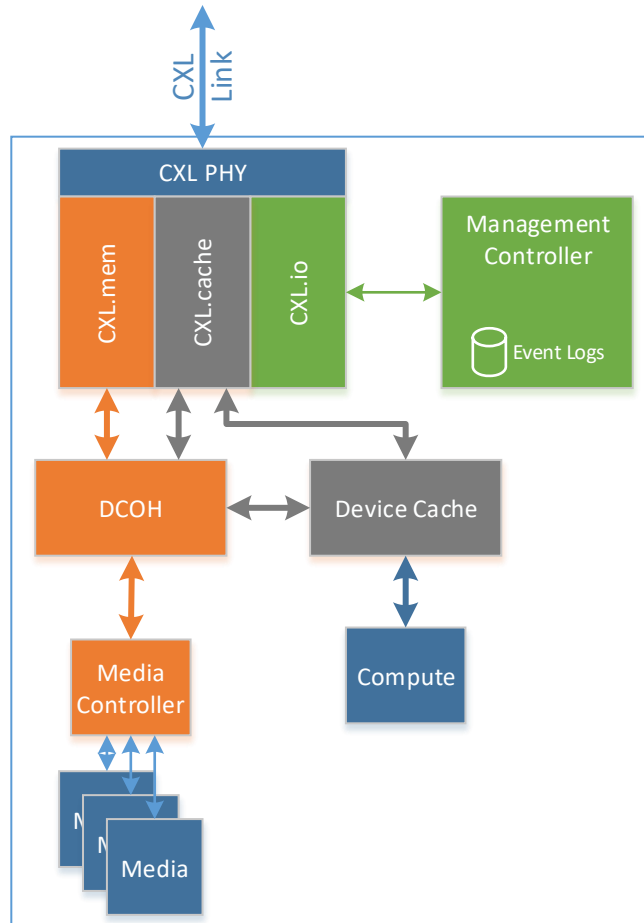 CXL
Link
CXL PHY
CXL.mem
CXL.cache
CXL.io
Management
Controller
Event Logs
DCOH
Device Cache
Media
Controller
Compute
M
M
Media